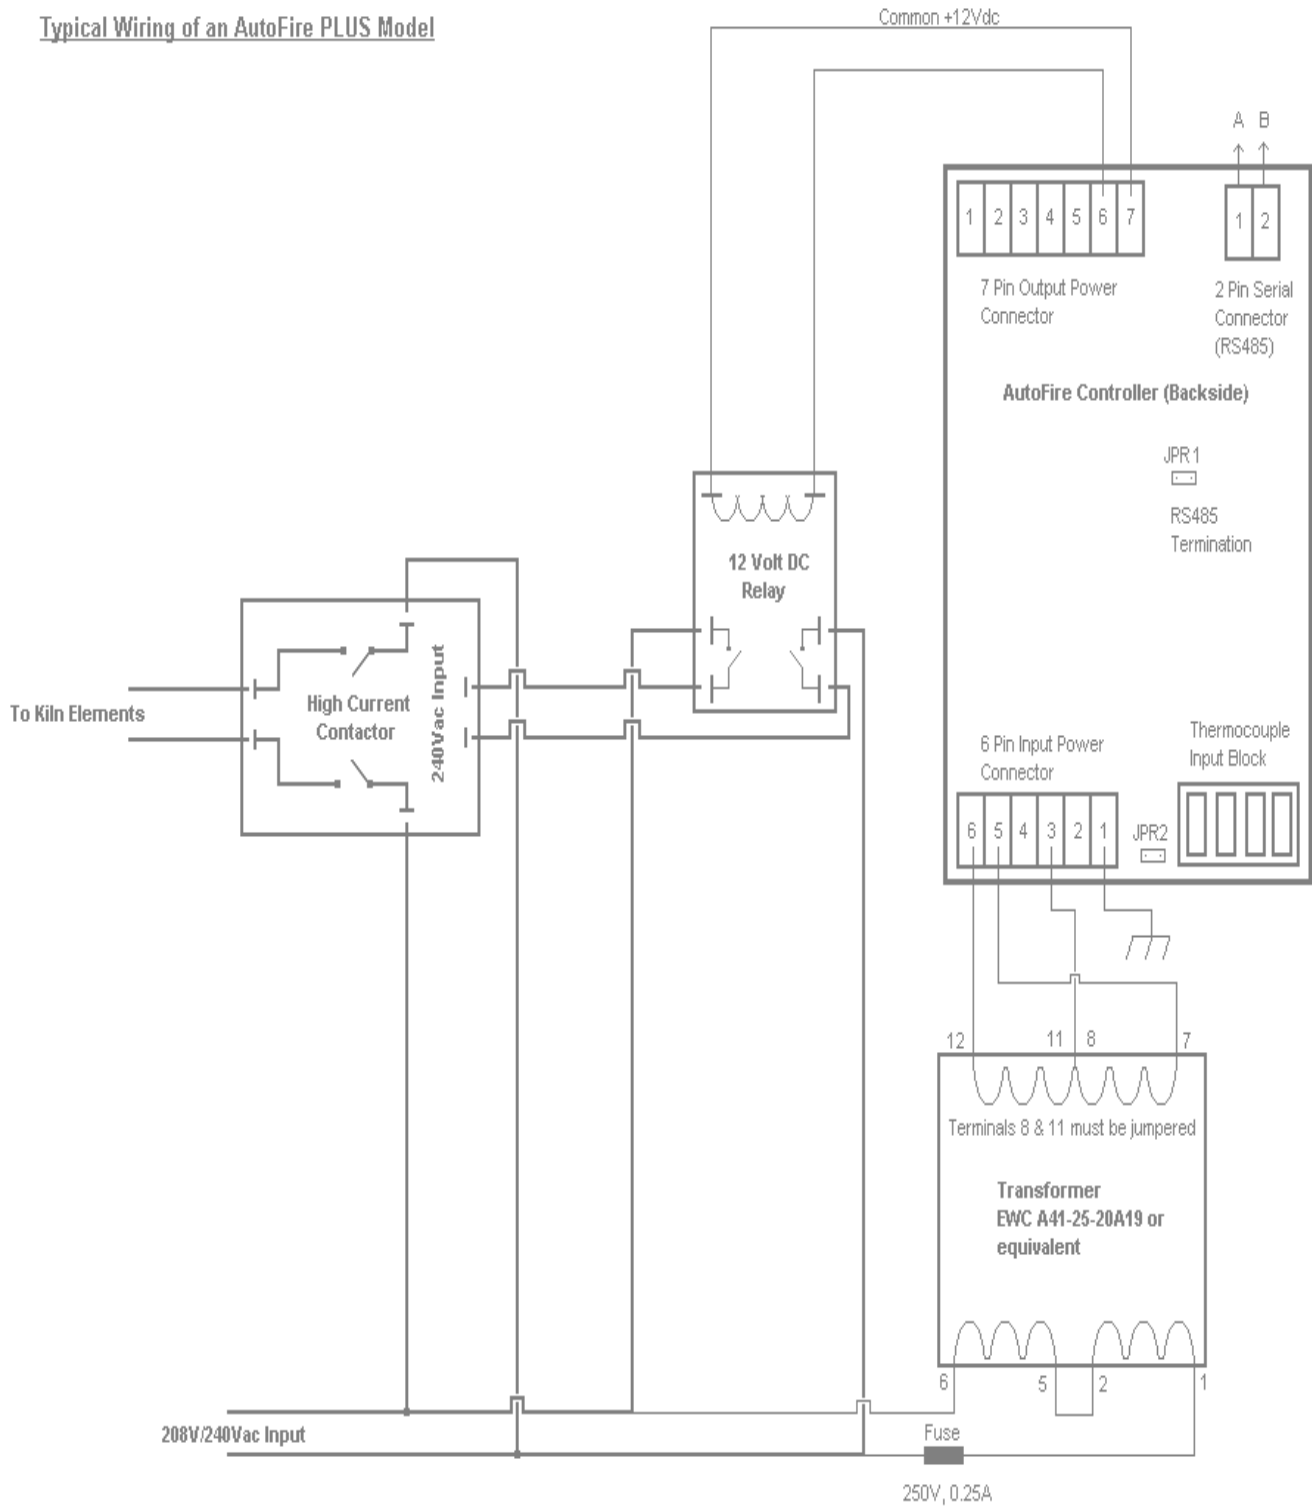 Typical Wiring of an AutoFire PLUS Model
Common +12Vdc
A B
1 2 3 4 5 6 7
1 2
7 Pin Output Power
Connector
2 Pin Serial
Connector
(RS485)
AutoFire Controller (Backside)
JPR1
RS485
Termination
12 Volt DC
Relay
240Vac Input
High Current
Contactor
To Kiln Elements
6 Pin Input Power
Connector
Thermocouple
Input Block
6 5 4 3 2 1
JPR2
12 11 8 7
Terminals 8 & 11 must be jumpered
Transformer
EWC A41-25-20A19 or
equivalent
6 5 2 1
208V/240Vac Input
Fuse
250V, 0.25A